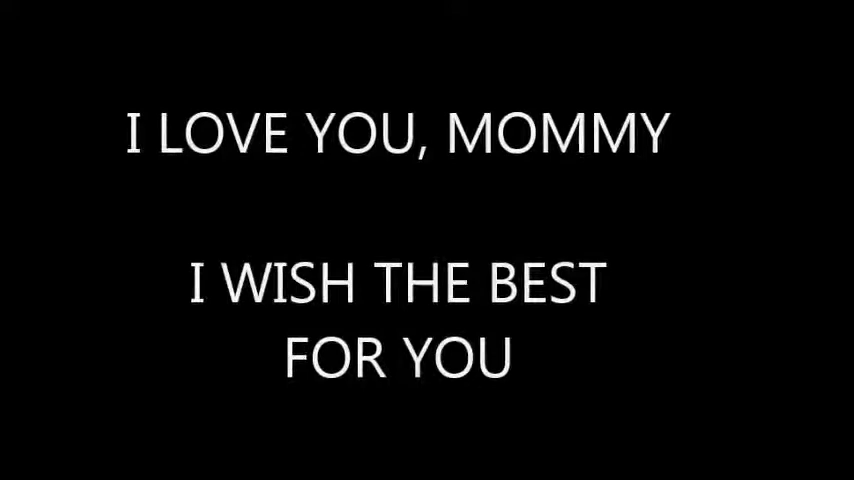 I LOVE YOU, MOMMY
I WISH THE BEST
FOR YOU